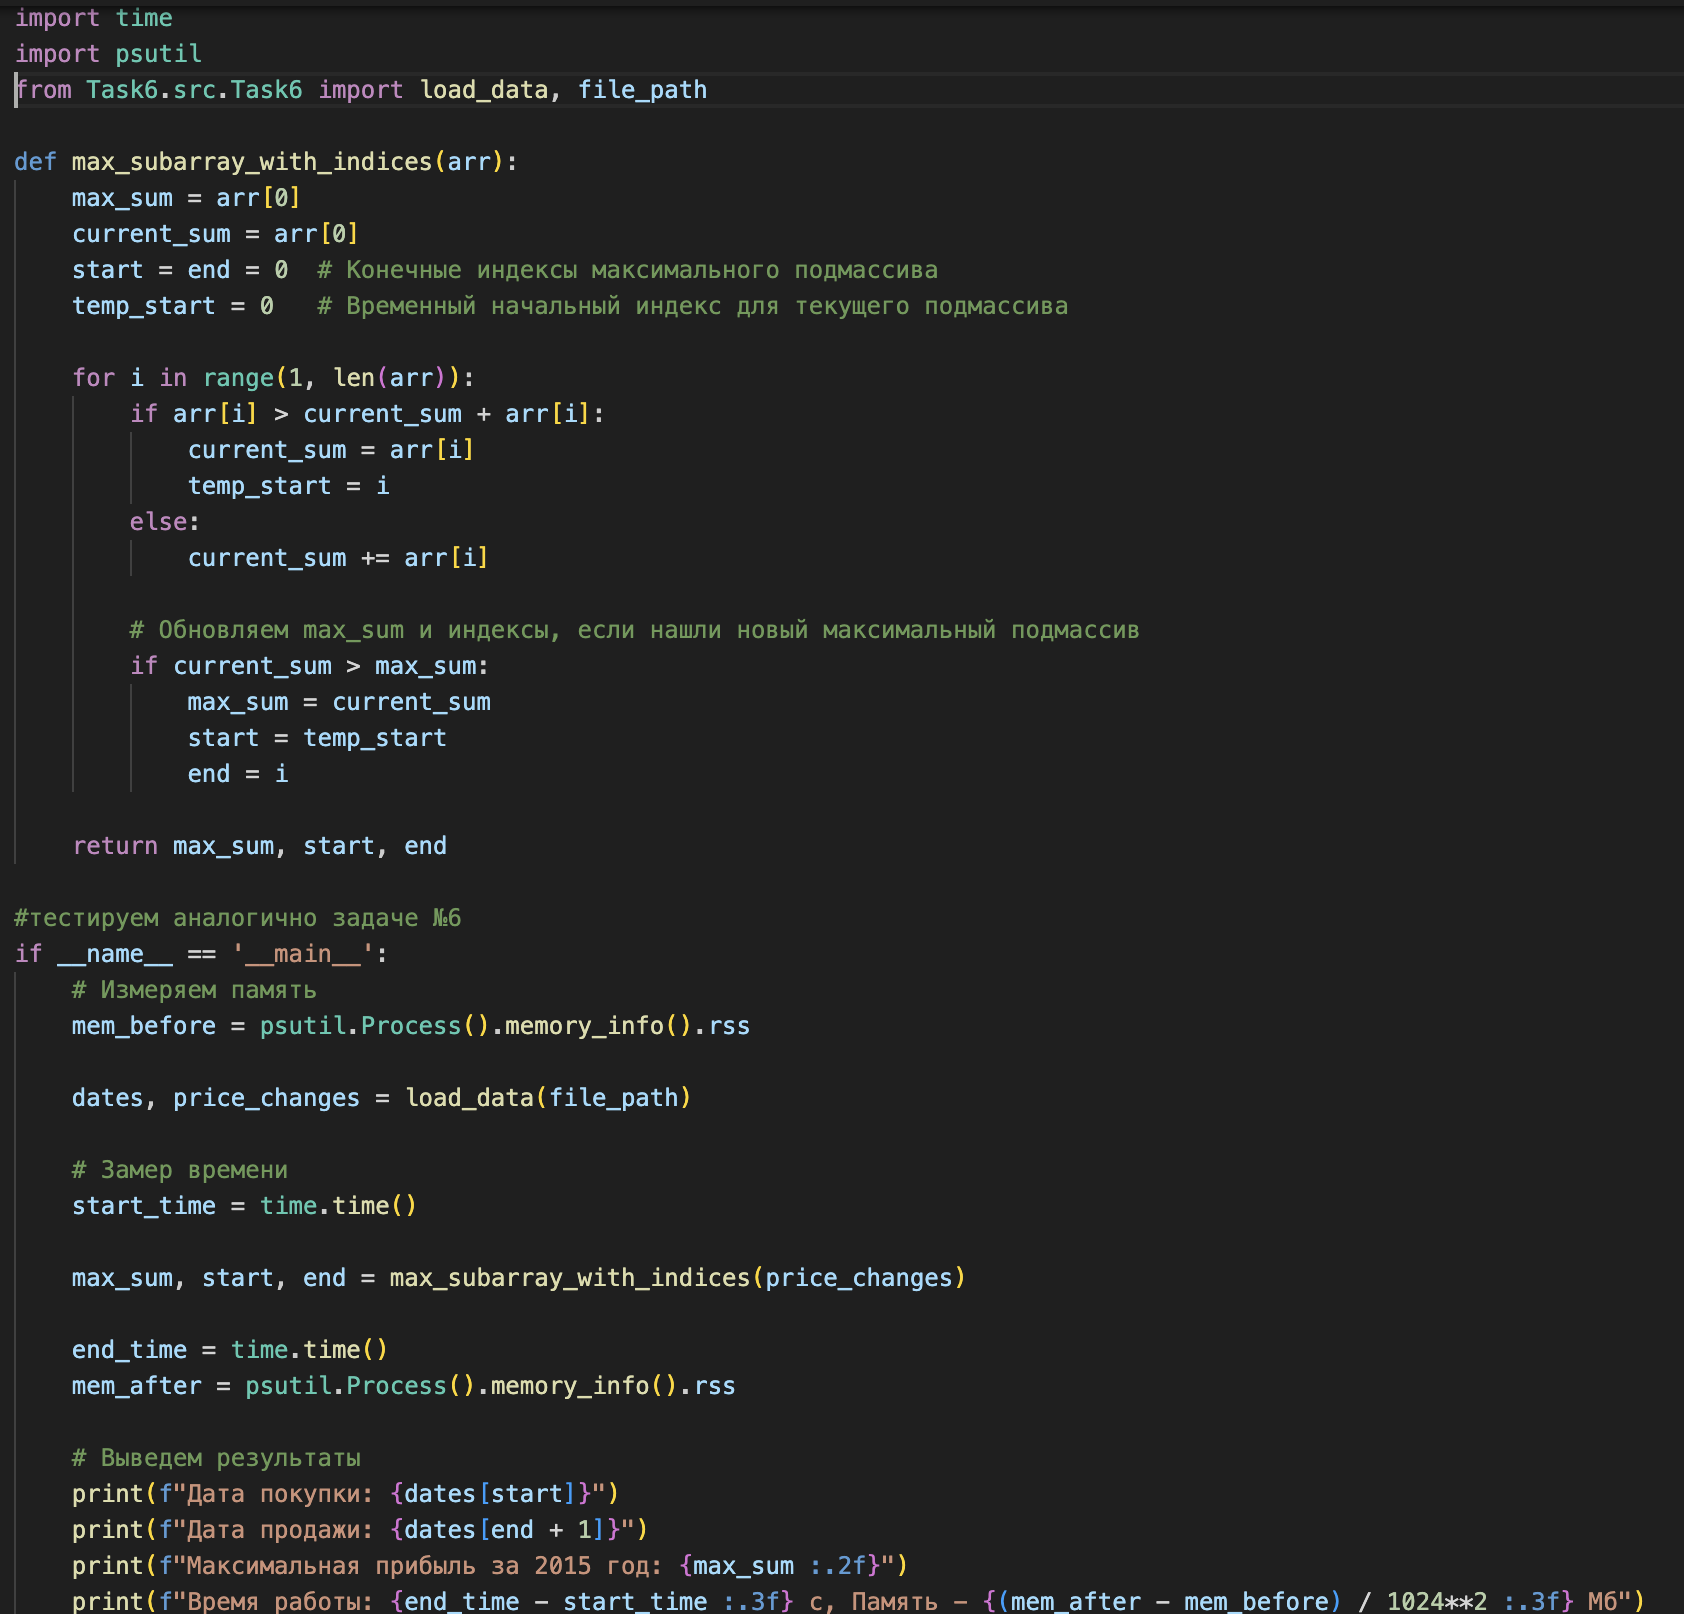 import time
import psutil
from Task6.src.Task6 import load_data, file_path
def max_subarray_with_indices(arr):
    max_sum = arr[0]
    current_sum = arr[0]
    start = end = 0  # Конечные индексы максимального подмассива
    temp_start = 0   # Временный начальный индекс для текущего подмассива
    for i in range(1, len(arr)):
        if arr[i] > current_sum + arr[i]:
            current_sum = arr[i]
            temp_start = i
        else:
            current_sum += arr[i]
        # Обновляем max_sum и индексы, если нашли новый максимальный подмассив
        if current_sum > max_sum:
            max_sum = current_sum
            start = temp_start
            end = i
    return max_sum, start, end
#тестируем аналогично задаче №6
if __name__ == '__main__':
    # Измеряем память
    mem_before = psutil.Process().memory_info().rss
    dates, price_changes = load_data(file_path)
    # Замер времени
    start_time = time.time()
    max_sum, start, end = max_subarray_with_indices(price_changes)
    end_time = time.time()
    mem_after = psutil.Process().memory_info().rss
    # Выведем результаты
    print(f"Дата покупки: {dates[start]}")
    print(f"Дата продажи: {dates[end + 1]}")
    print(f"Максимальная прибыль за 2015 год: {max_sum :.2f}")
    print(f"Время работы: {end_time - start_time :.3f} с, Память - {(mem_after - mem_before) / 1024**2 :.3f} Мб")